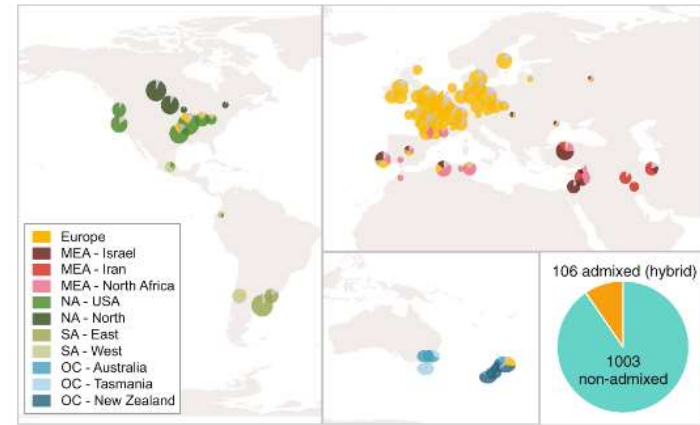 Europe
MEA - Israel
MEA - Iran
MEA - North Africa
NA - USA
NA - North
SA - East
SA - West
OC - Australia
OC - Tasmania
OC - New Zealand
106 admixed (hybrid)
1003
non-admixed